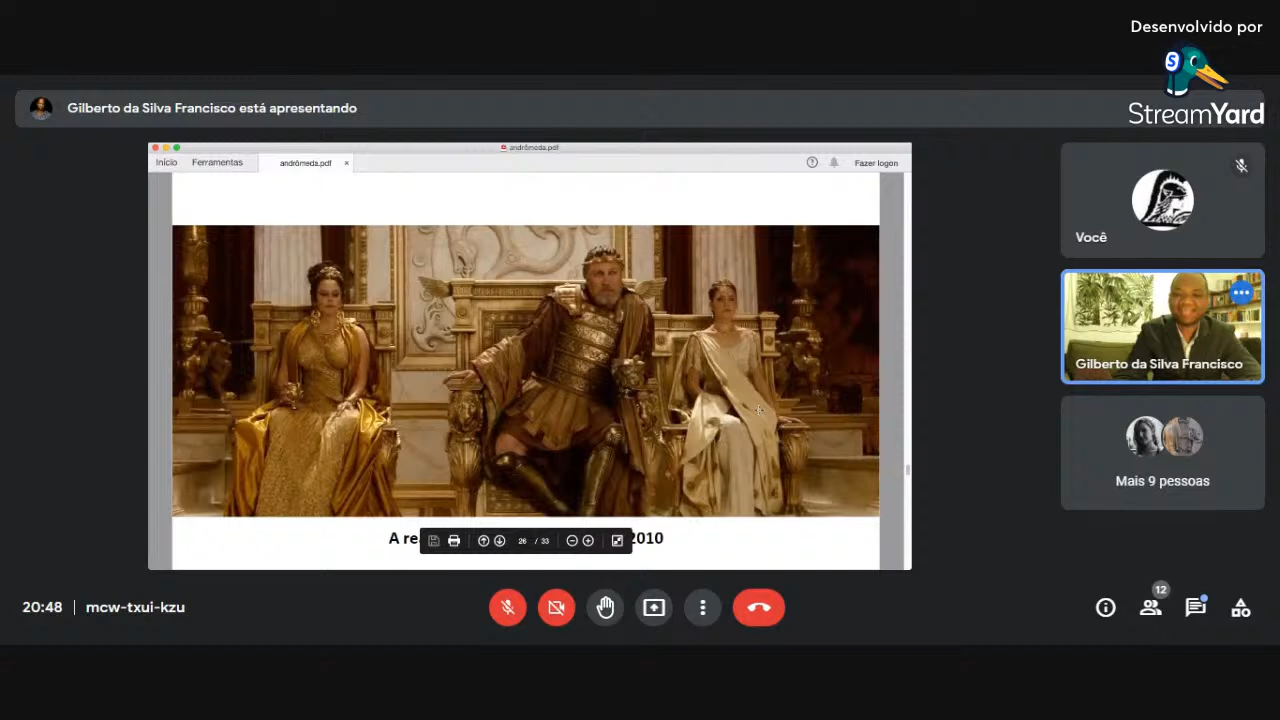 Desenvolvido por
S
StreamYard
Gilberto da Silva Francisco está apresentando
andrômeda.pdf
Início Ferramentas andrômeda.pdf × ? Fazer logon
Você
Gilberto da Silva Francisco
Mais 9 pessoas
A re 2010
26 / 33
20:48 | mcw-txui-kzu
12